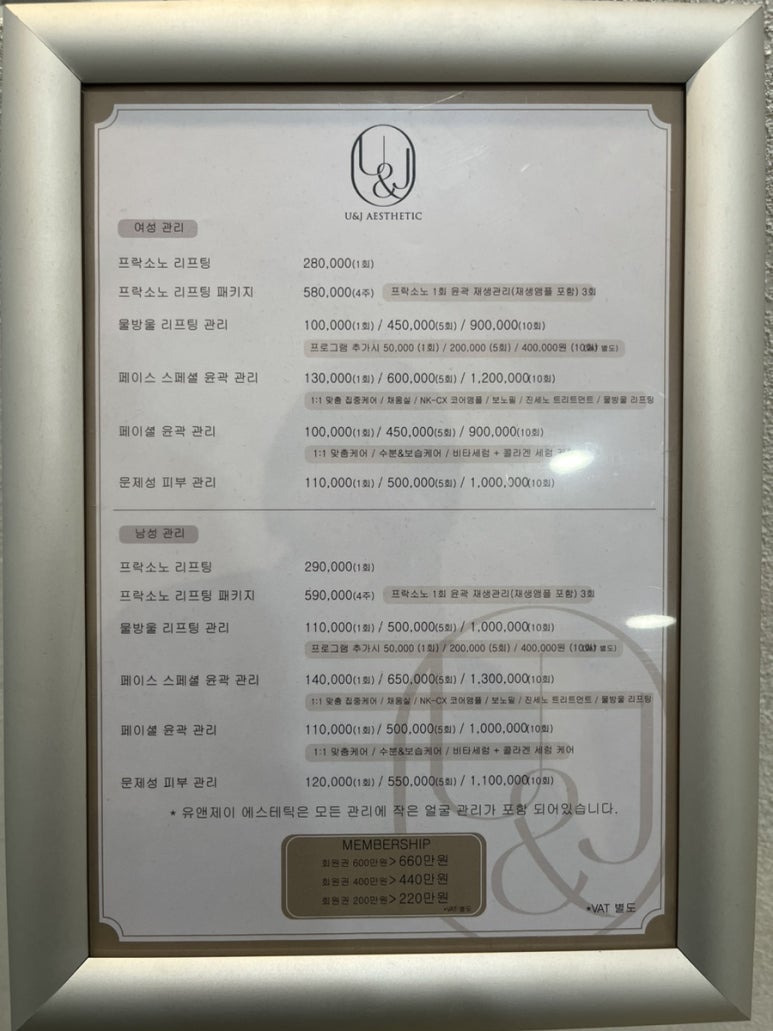 U&J
U&J AESTHETIC
여성 관리
프락소노 리프팅 280,000(1회)
프락소노 리프팅 패키지 580,000(4주) 프락소노 1회 윤곽 재생관리(재생앰플 포함) 3회
물방울 리프팅 관리 100,000(1회) / 450,000(5회) / 900,000(10회)
프로그램 추가시 50,000 (1회) / 200,000 (5회) / 400,000원 (10회) 별도)
페이스 스페셜 윤곽 관리 130,000(1회) / 600,000(5회) / 1,200,000(10회)
1:1 맞춤 집중케어 / 채움실 / NK-CX 코어앰플 / 보노필 / 진세노 트리트먼트 / 물방울 리프팅
페이셜 윤곽 관리 100,000(1회) / 450,000(5회) / 900,000(10회)
1:1 맞춤케어 / 수분&보습케어 / 비타세럼 + 콜라겐 세럼
문제성 피부 관리 110,000(1회) / 500,000(5회) / 1,000,000(10회)
남성 관리
프락소노 리프팅 290,000(1회)
프락소노 리프팅 패키지 590,000(4주) 프락소노 1회 윤곽 재생관리(재생앰플 포함) 3회
물방울 리프팅 관리 110,000(1회) / 500,000(5회) / 1,000,000(10회)
프로그램 추가시 50,000 (1회) / 200,000 (5회) / 400,000원 (10회) 별도)
페이스 스페셜 윤곽 관리 140,000(1회) / 650,000(5회) / 1,300,000(10회)
1:1 맞춤 집중케어 / 채움실 / NK-CX 코어앰플 / 보노필 / 진세노 트리트먼트 / 물방울 리프팅
페이셜 윤곽 관리 110,000(1회) / 500,000(5회) / 1,000,000(10회)
1:1 맞춤케어 / 수분&보습케어 / 비타세럼 + 콜라겐 세럼 케어
문제성 피부 관리 120,000(1회) / 550,000(5회) / 1,100,000(10회)
* 유앤제이 에스테틱은 모든 관리에 작은 얼굴 관리가 포함 되어있습니다.
MEMBERSHIP
회원권 600만원 > 660만원
회원권 400만원 > 440만원
회원권 200만원 > 220만원
*VAT 별도
*VAT 별도
U&J